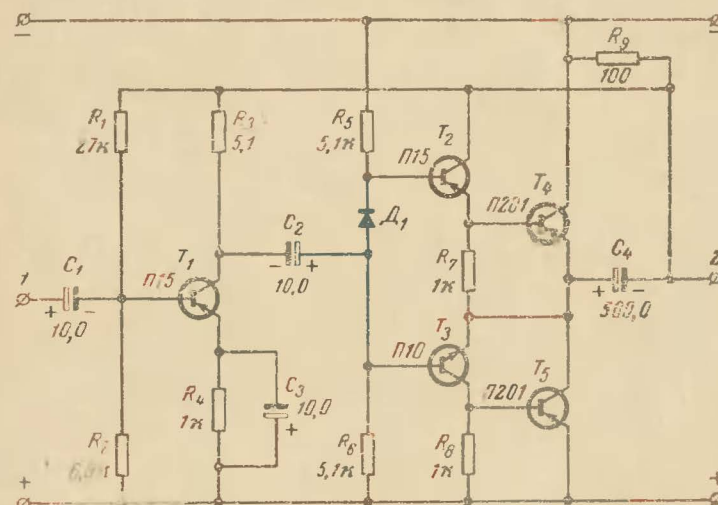 R₉
100
R₁
27к
R₃
5,1
R₅
5,1к
T₂
П15
T₄
П201
Д₁
C₂
10,0
R₇
1к
C₄
500,0
2
1
C₁
10,0
T₁
П15
T₃
П10
T₅
П201
R₄
1к
C₃
10,0
R₆
5,1к
R₈
1к